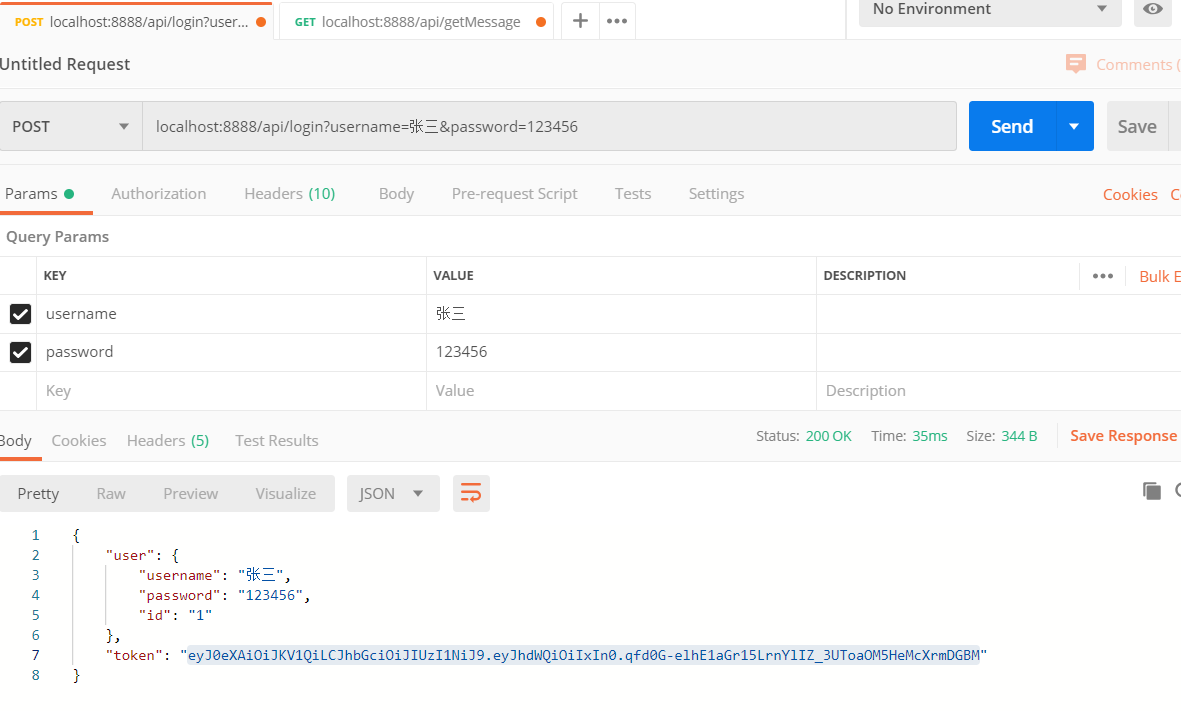 POST localhost:8888/api/login?user... GET localhost:8888/api/getMessage + ••• No Environment
Untitled Request Comments (
POST localhost:8888/api/login?username=张三&password=123456 Send Save
Params Authorization Headers (10) Body Pre-request Script Tests Settings Cookies
Query Params
KEY VALUE DESCRIPTION ••• Bulk E
username 张三
password 123456
Key Value Description
Body Cookies Headers (5) Test Results Status: 200 OK Time: 35ms Size: 344 B Save Response
Pretty Raw Preview Visualize JSON
1 {
2 "user": {
3 "username": "张三",
4 "password": "123456",
5 "id": "1"
6 },
7 "token": "eyJ0eXAiOiJKV1QiLCJhbGciOiJIUzI1NiJ9.eyJhdWQiOiIxIn0.qfd0G-elhE1aGr15LrnYlIZ_3UToaOM5HeMcXrmDGBM"
8 }